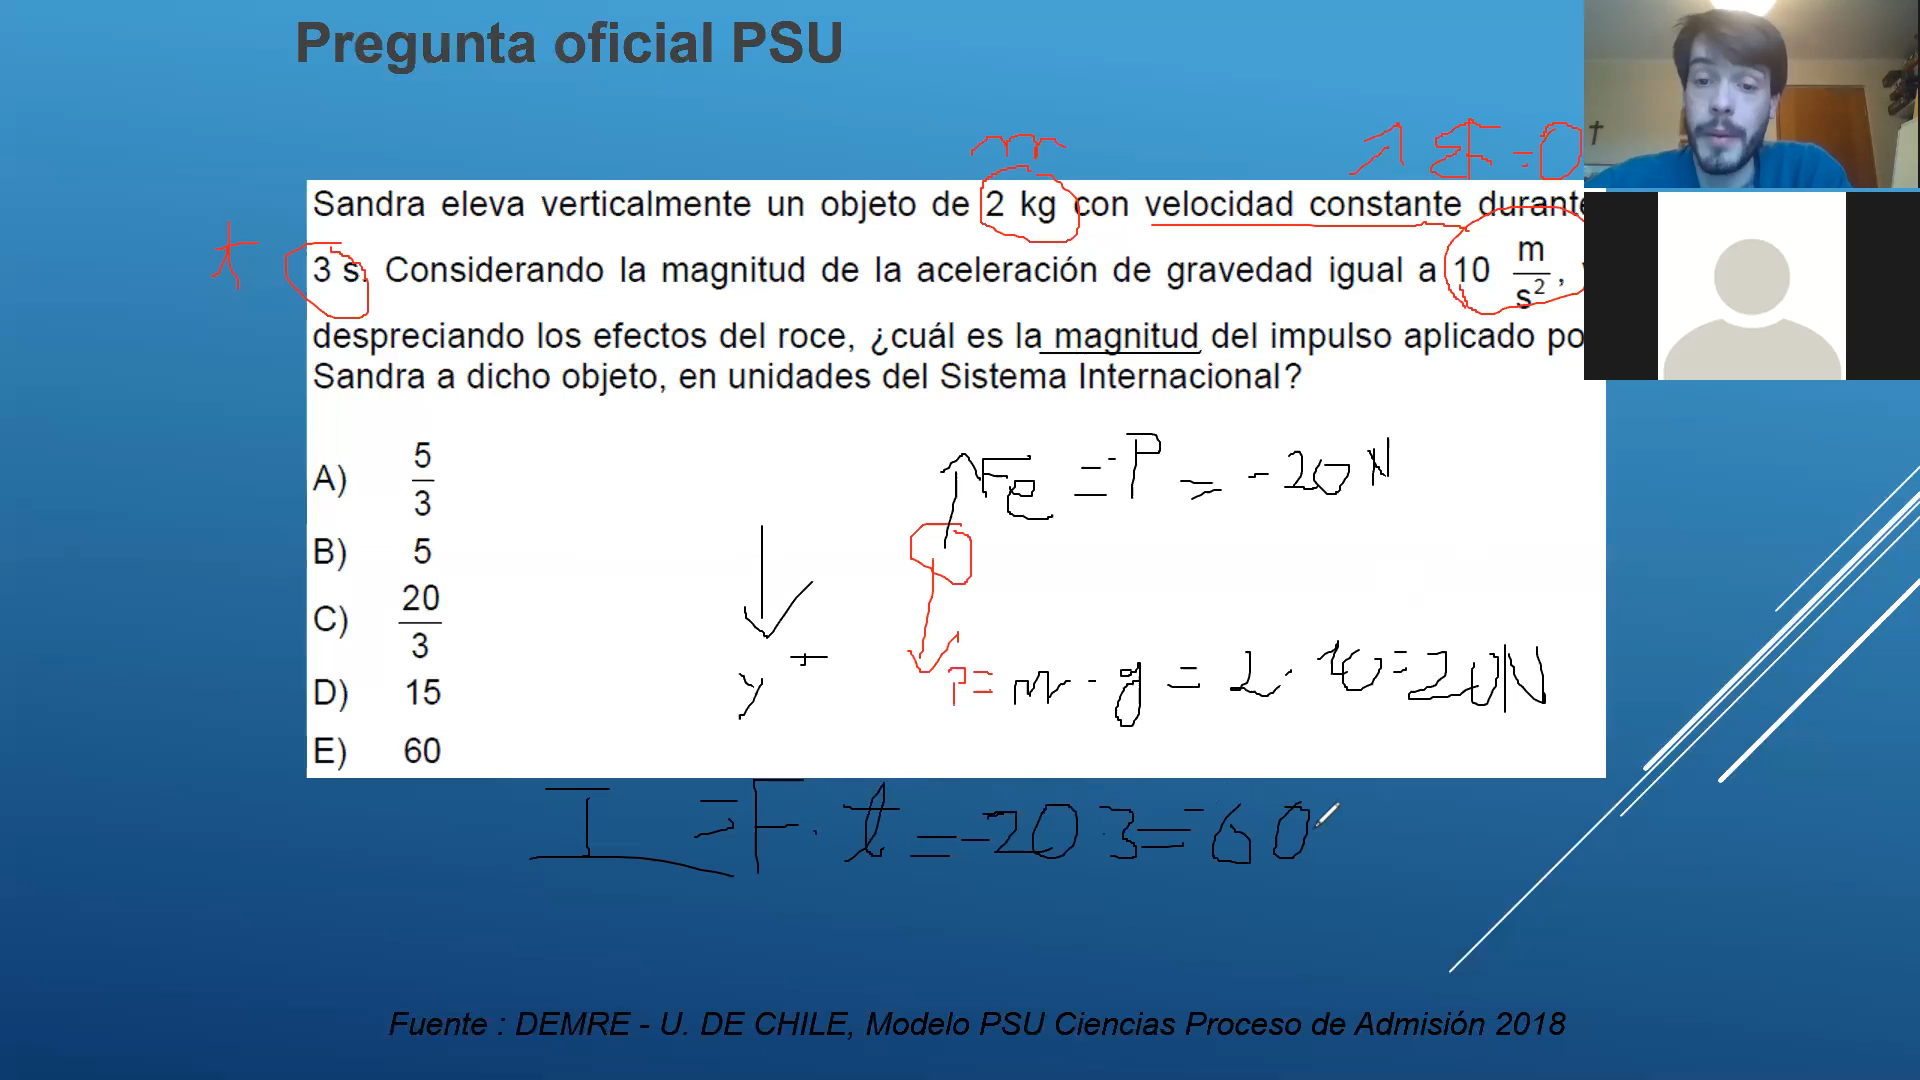 Pregunta oficial PSU
m
↗ ΣF = 0
Sandra eleva verticalmente un objeto de 2 kg con velocidad constante durante
t
3 s. Considerando la magnitud de la aceleración de gravedad igual a 10 m/s²,
despreciando los efectos del roce, ¿cuál es la magnitud del impulso aplicado po
Sandra a dicho objeto, en unidades del Sistema Internacional?
A) 5/3
B) 5
C) 20/3
D) 15
E) 60
Fe = -P = -20 N
y +
P = m · g = 2 · 10 = 20N
I = F · t = -20 · 3 = -60
Fuente : DEMRE - U. DE CHILE, Modelo PSU Ciencias Proceso de Admisión 2018